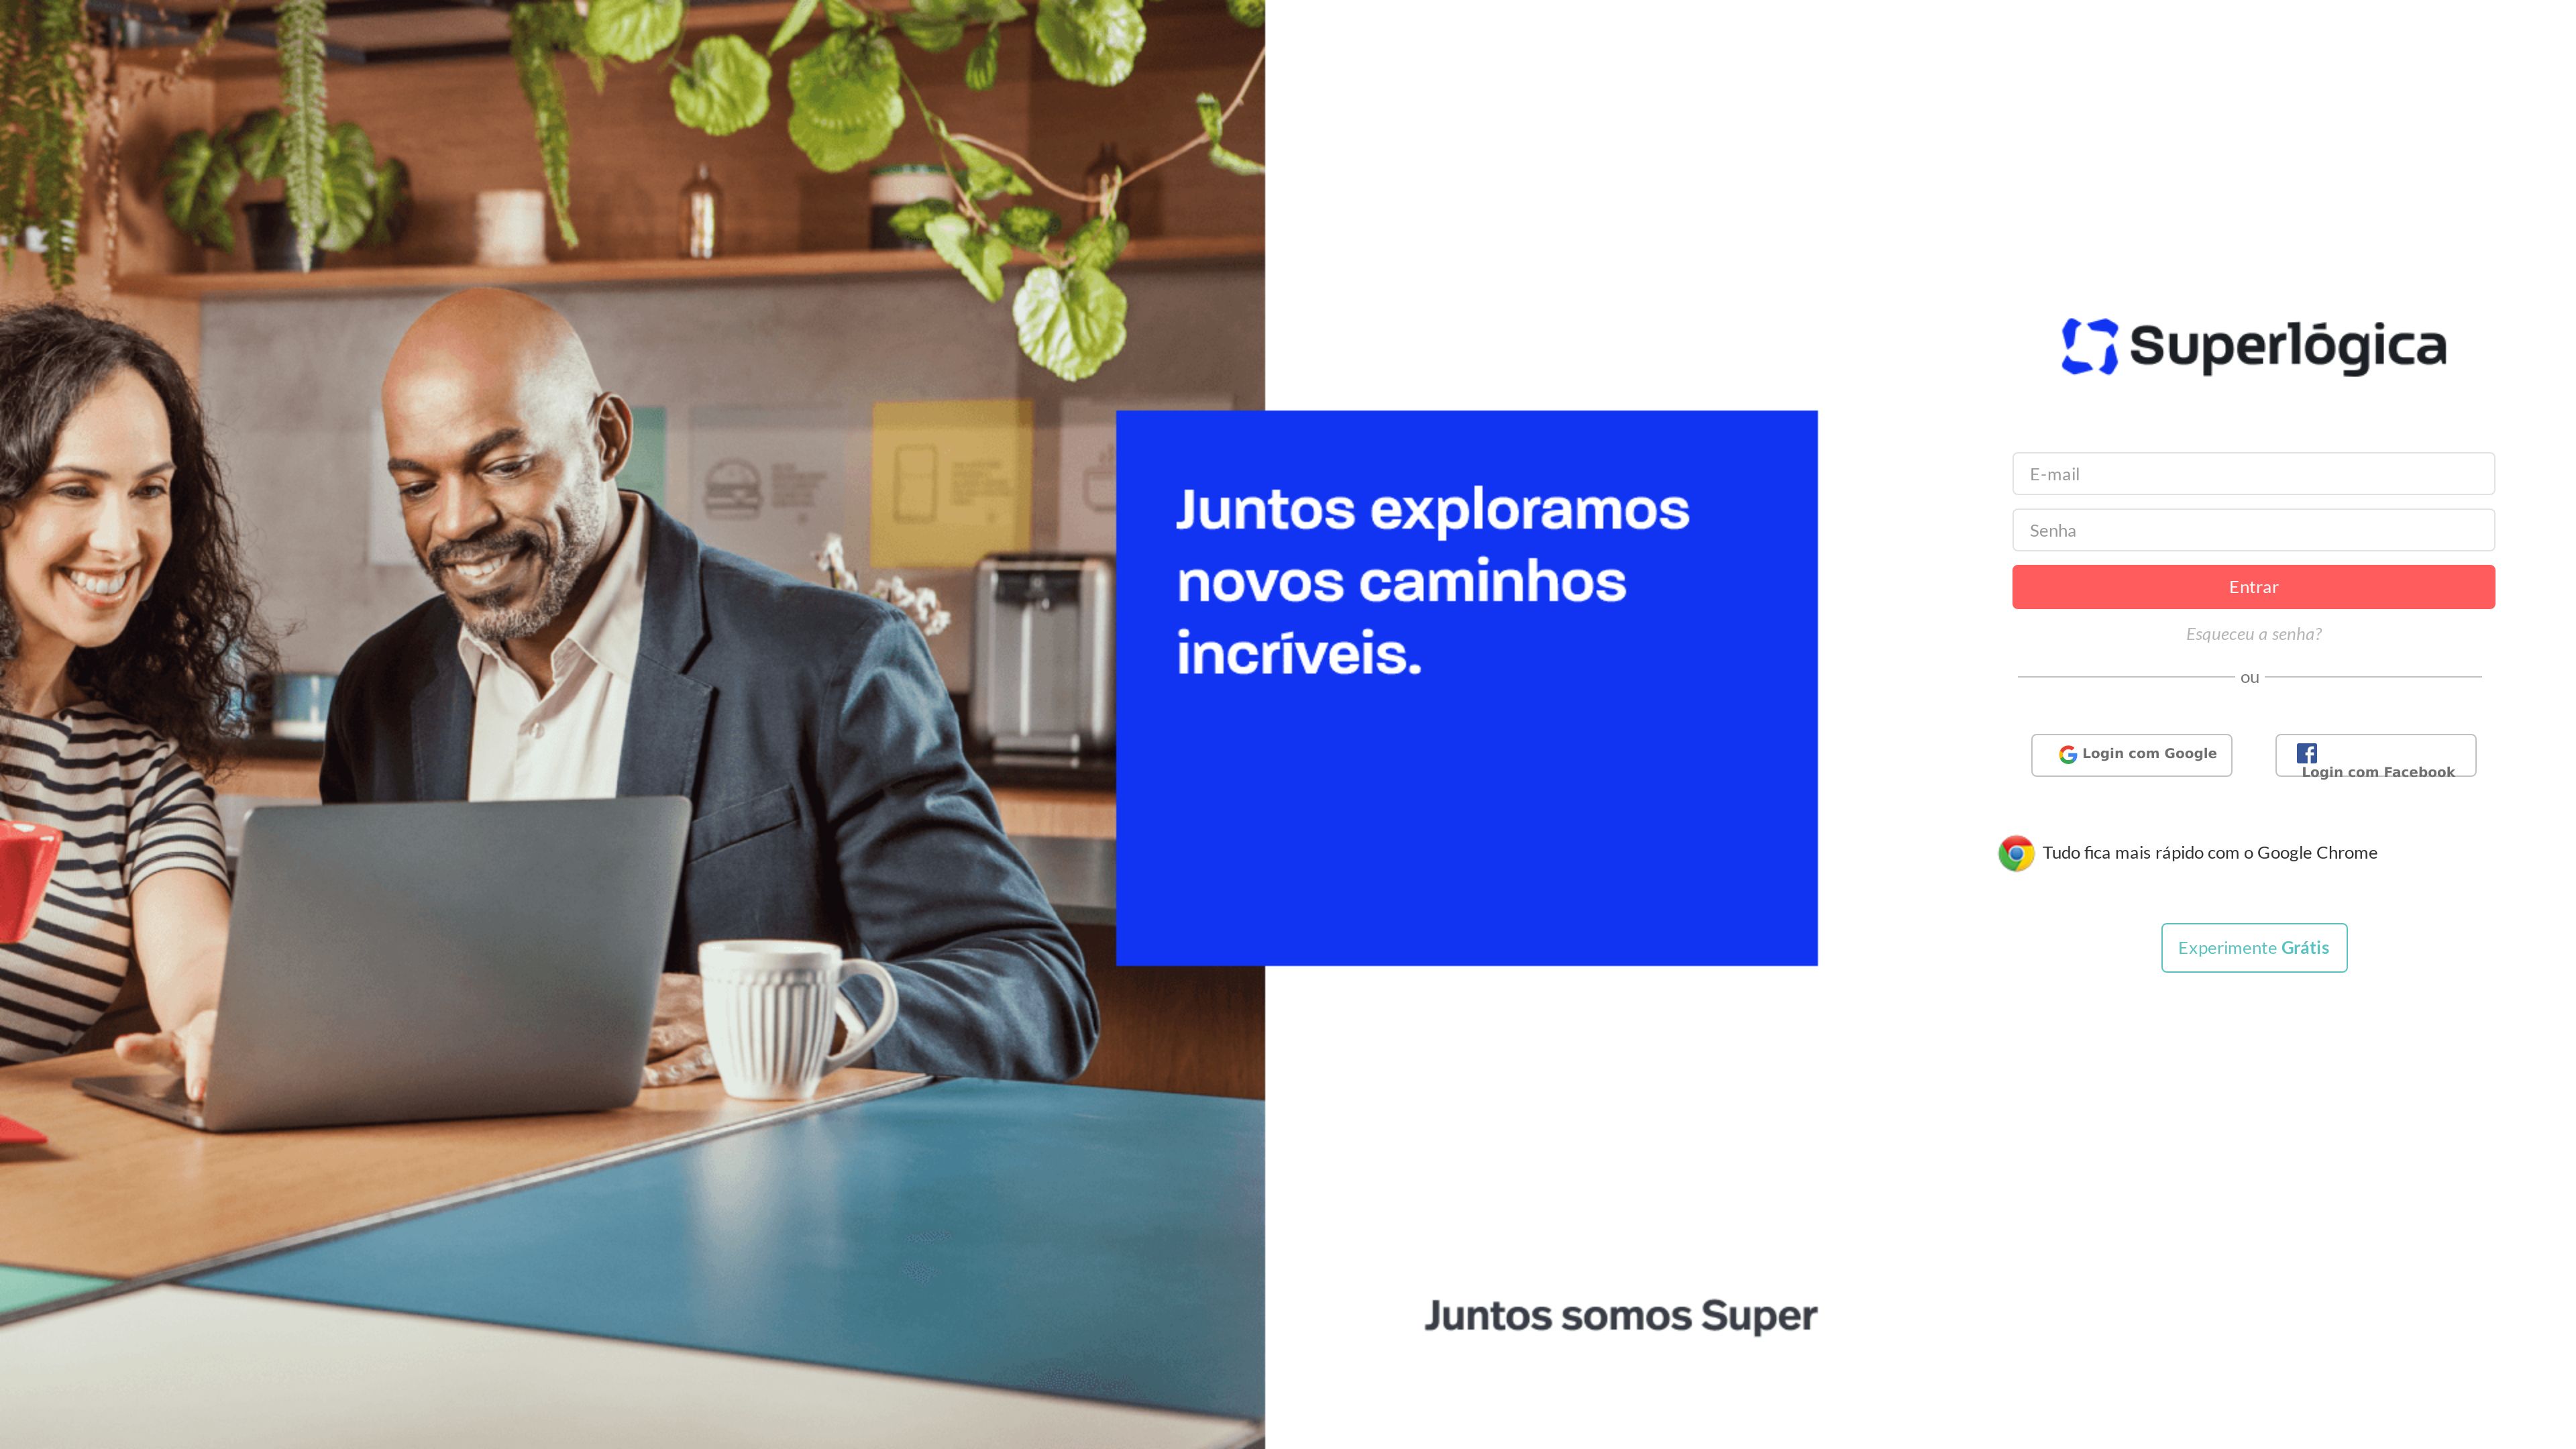 Juntos exploramos
novos caminhos
incríveis.
Juntos somos Super
Superlógica
E-mail
Senha
Entrar
Esqueceu a senha?
ou
Login com Google
Login com Facebook
Tudo fica mais rápido com o Google Chrome
Experimente Grátis